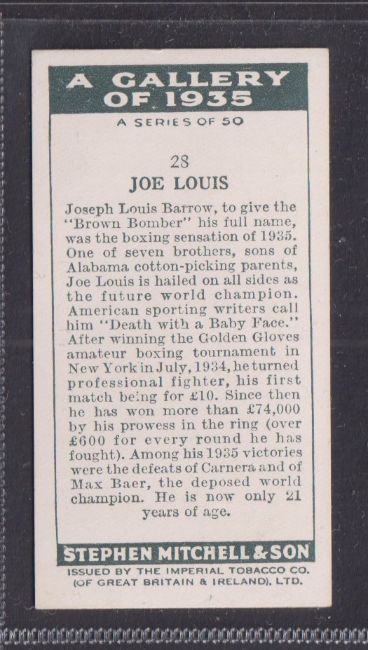 A GALLERY
OF 1935
A SERIES OF 50
28
JOE LOUIS
Joseph Louis Barrow, to give the
"Brown Bomber" his full name,
was the boxing sensation of 1935.
One of seven brothers, sons of
Alabama cotton-picking parents,
Joe Louis is hailed on all sides as
the future world champion.
American sporting writers call
him "Death with a Baby Face."
After winning the Golden Gloves
amateur boxing tournament in
New York in July, 1934, he turned
professional fighter, his first
match being for £10. Since then
he has won more than £74,000
by his prowess in the ring (over
£600 for every round he has
fought). Among his 1935 victories
were the defeats of Carnera and of
Max Baer, the deposed world
champion. He is now only 21
years of age.
STEPHEN MITCHELL & SON
ISSUED BY THE IMPERIAL TOBACCO CO.
(OF GREAT BRITAIN & IRELAND), LTD.